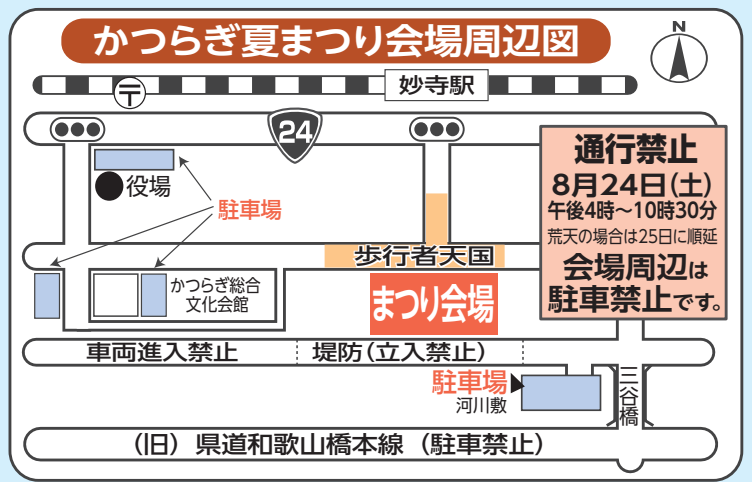 かつらぎ夏まつり会場周辺図
N
〒
妙寺駅
24
通行禁止
8月24日(土)
午後4時～10時30分
荒天の場合は25日に順延
会場周辺は
駐車禁止です。
役場
駐車場
歩行者天国
かつらぎ総合
文化会館
まつり会場
車両進入禁止
堤防(立入禁止)
駐車場
河川敷
三谷橋
(旧) 県道和歌山橋本線 (駐車禁止)